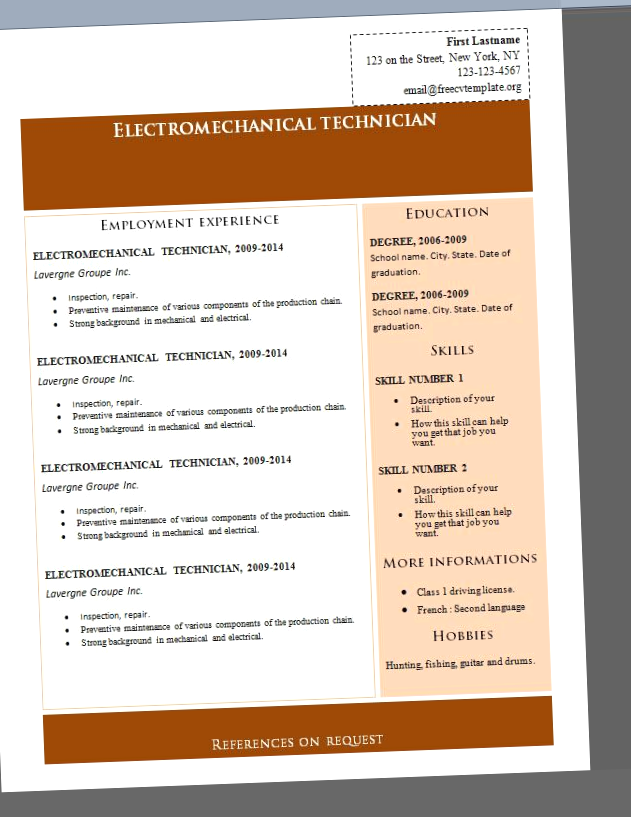 First Lastname
123 on the Street, New York, NY
123-123-4567
email@freecvtemplate.org
Electromechanical technician
Employment experience
ELECTROMECHANICAL TECHNICIAN, 2009-2014
Lavergne Groupe Inc.
• Inspection, repair.
• Preventive maintenance of various components of the production chain.
• Strong background in mechanical and electrical.
ELECTROMECHANICAL TECHNICIAN, 2009-2014
Lavergne Groupe Inc.
• Inspection, repair.
• Preventive maintenance of various components of the production chain.
• Strong background in mechanical and electrical.
ELECTROMECHANICAL TECHNICIAN, 2009-2014
Lavergne Groupe Inc.
• Inspection, repair.
• Preventive maintenance of various components of the production chain.
• Strong background in mechanical and electrical.
ELECTROMECHANICAL TECHNICIAN, 2009-2014
Lavergne Groupe Inc.
• Inspection, repair.
• Preventive maintenance of various components of the production chain.
• Strong background in mechanical and electrical.
Education
DEGREE, 2006-2009
School name. City. State. Date of
graduation.
DEGREE, 2006-2009
School name. City. State. Date of
graduation.
Skills
SKILL NUMBER 1
• Description of your
skill.
• How this skill can help
you get that job you
want.
SKILL NUMBER 2
• Description of your
skill.
• How this skill can help
you get that job you
want.
More informations
• Class 1 driving license.
• French : Second language
Hobbies
Hunting, fishing, guitar and drums.
References on request